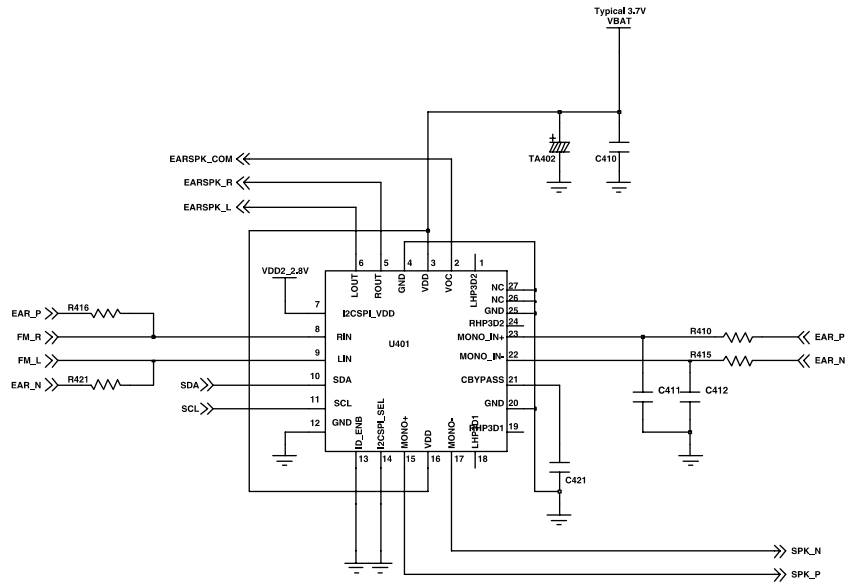 Typical 3.7V
VBAT
TA402
C410
EARSPK_COM
EARSPK_R
EARSPK_L
6 5 4 3 2 1
LOUT
ROUT
GND
VDD
VOC
LHP3D2
VDD2_2.8V
7
I2CSPI_VDD
NC 27
NC 26
GND 25
RHP3D2 24
EAR_P
R416
FM_R
8
RIN
U401
MONO_IN+ 23
R410
EAR_P
FM_L
9
LIN
MONO_IN- 22
R415
EAR_N
EAR_N
R421
SDA
10
SDA
CBYPASS 21
C411
C412
SCL
11
SCL
GND 20
12
GND
RHP3D1 19
ID_ENB
I2CSPI_SEL
MONO+
VDD
MONO-
LHP3D1
13 14 15 16 17 18
C421
SPK_N
SPK_P